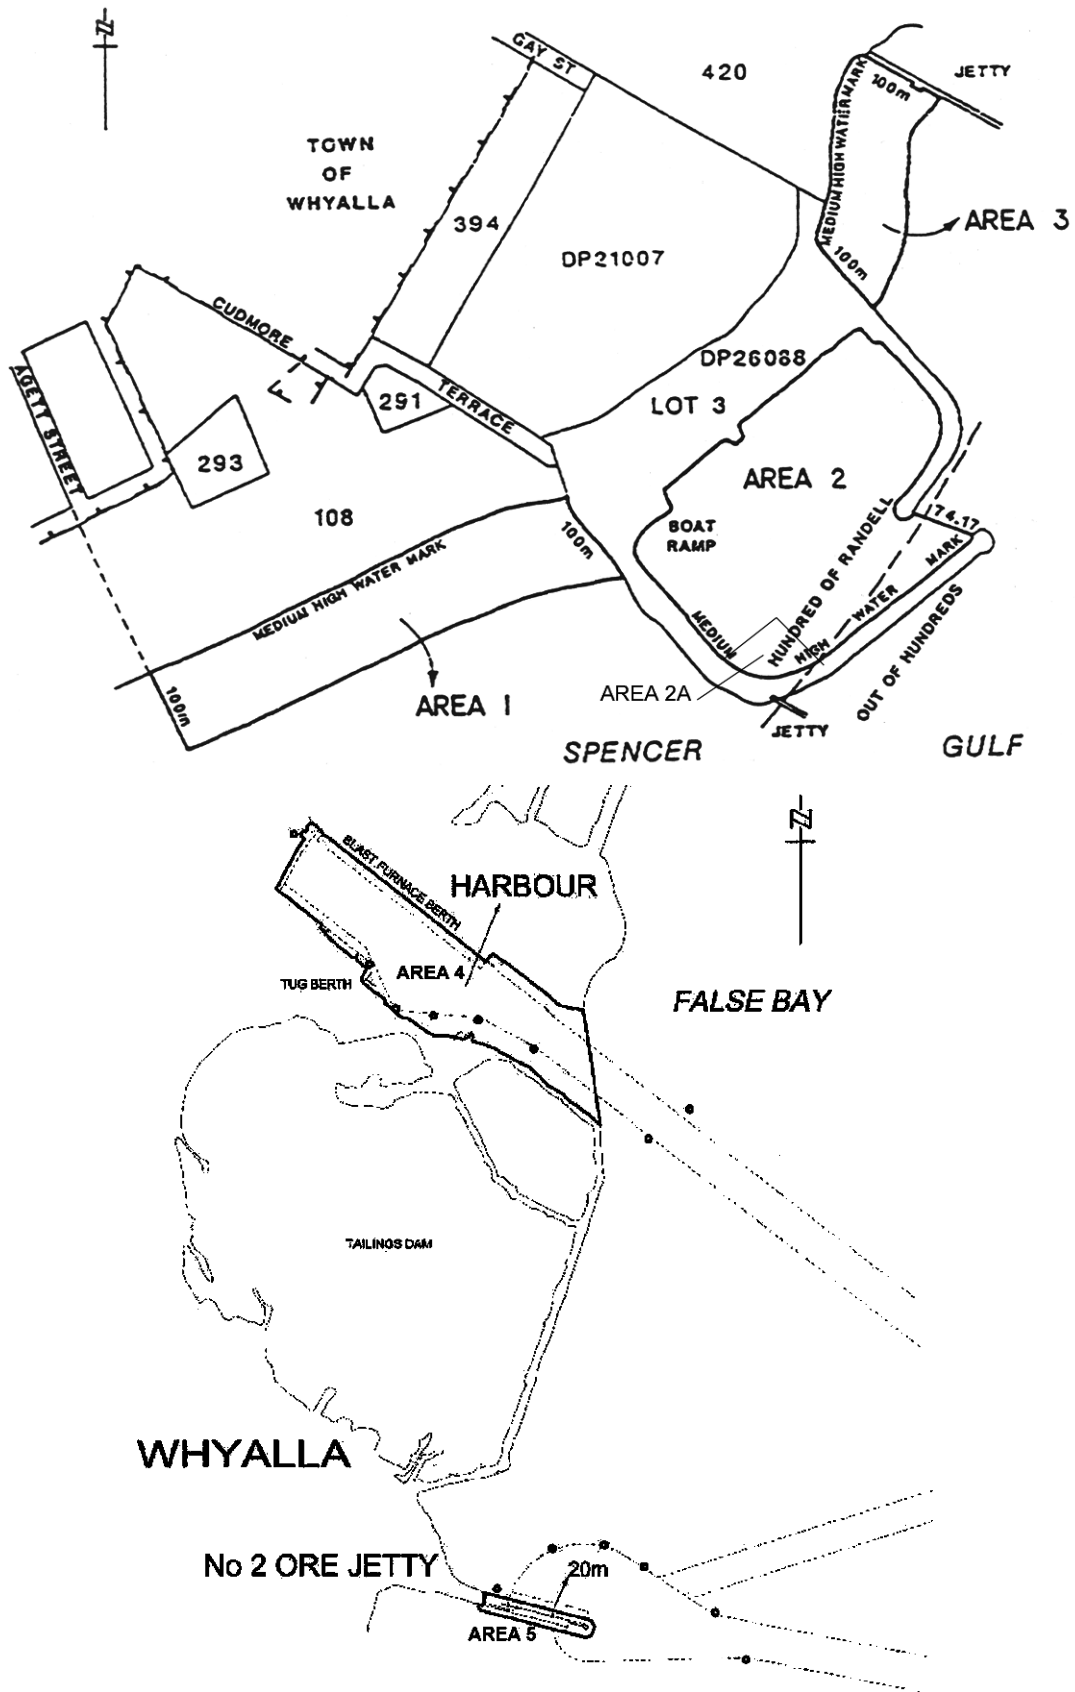 N
GAY ST
420
JETTY
100m
MEDIUM HIGH WATER MARK
TOWN
OF
WHYALLA
394
AREA 3
DP21007
100m
CUDMORE
DP26088
TERRACE
291
LOT 3
AGETT STREET
293
AREA 2
108
BOAT
RAMP
174.17
100m
HUNDRED OF RANDELL
MEDIUM HIGH WATER MARK
MEDIUM
HIGH
WATER
MARK
OUT OF HUNDREDS
100m
AREA 2A
AREA 1
JETTY
SPENCER
GULF
N
BLAST FURNACE BERTH
HARBOUR
AREA 4
TUG BERTH
FALSE BAY
TAILINGS DAM
WHYALLA
No 2 ORE JETTY
20m
AREA 5